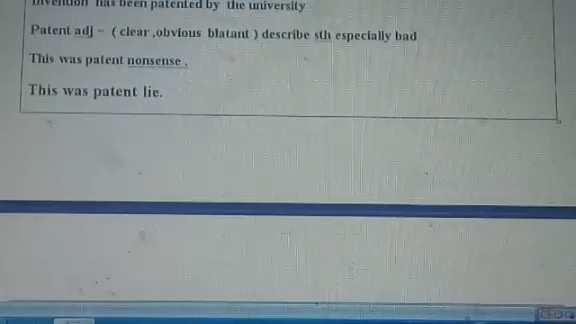 Invention has been patented by the university
Patent adj – ( clear ,obvious blatant ) describe sth especially bad
This was patent nonsense .
This was patent lie.